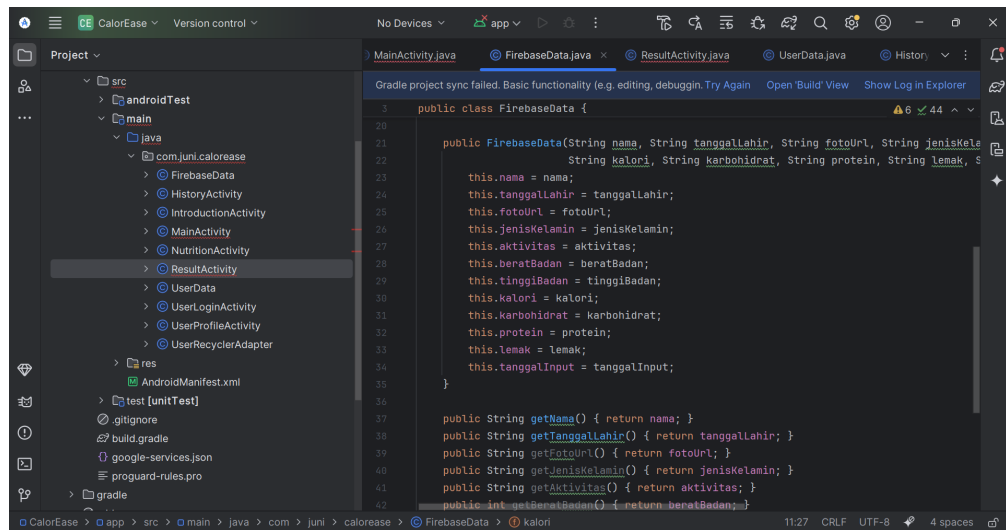 CE CalorEase Version control No Devices app
Project
MainActivity.java FirebaseData.java ResultActivity.java UserData.java History
Gradle project sync failed. Basic functionality (e.g. editing, debuggin. Try Again Open 'Build' View Show Log in Explorer
src
androidTest
main
java
com.juni.calorease
FirebaseData
HistoryActivity
IntroductionActivity
MainActivity
NutritionActivity
ResultActivity
UserData
UserLoginActivity
UserProfileActivity
UserRecyclerAdapter
res
AndroidManifest.xml
test [unitTest]
.gitignore
build.gradle
google-services.json
proguard-rules.pro
gradle
3 public class FirebaseData { 6 44
20
21 public FirebaseData(String nama, String tanggalLahir, String fotoUrl, String jenisKela
22 String kalori, String karbohidrat, String protein, String lemak, S
23 this.nama = nama;
24 this.tanggalLahir = tanggalLahir;
25 this.fotoUrl = fotoUrl;
26 this.jenisKelamin = jenisKelamin;
27 this.aktivitas = aktivitas;
28 this.beratBadan = beratBadan;
29 this.tinggiBadan = tinggiBadan;
30 this.kalori = kalori;
31 this.karbohidrat = karbohidrat;
32 this.protein = protein;
33 this.lemak = lemak;
34 this.tanggalInput = tanggalInput;
35 }
36
37 public String getNama() { return nama; }
38 public String getTanggalLahir() { return tanggalLahir; }
39 public String getFotoUrl() { return fotoUrl; }
40 public String getJenisKelamin() { return jenisKelamin; }
41 public String getAktivitas() { return aktivitas; }
42 public int getBeratBadan() { return beratBadan; }
CalorEase > app > src > main > java > com > juni > calorease > FirebaseData > kalori 11:27 CRLF UTF-8 4 spaces